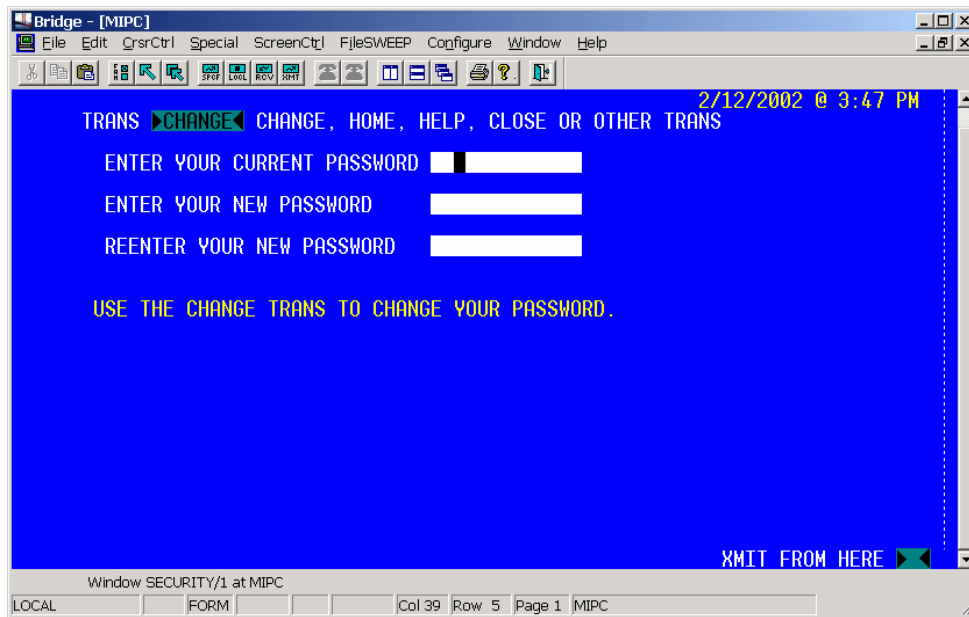 Bridge - [MIPC]
File Edit CrsrCtrl Special ScreenCtrl FileSWEEP Configure Window Help
SPCF LOCL RCV XMT
2/12/2002 @ 3:47 PM
TRANS CHANGE CHANGE, HOME, HELP, CLOSE OR OTHER TRANS
ENTER YOUR CURRENT PASSWORD
ENTER YOUR NEW PASSWORD
REENTER YOUR NEW PASSWORD
USE THE CHANGE TRANS TO CHANGE YOUR PASSWORD.
XMIT FROM HERE
Window SECURITY/1 at MIPC
LOCAL FORM Col 39 Row 5 Page 1 MIPC